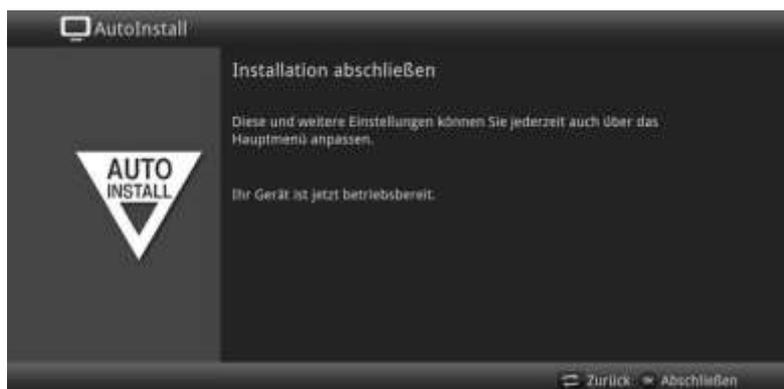 AutoInstall
Installation abschließen
Diese und weitere Einstellungen können Sie jederzeit auch über das
Hauptmenü anpassen.
AUTO
INSTALL
Ihr Gerät ist jetzt betriebsbereit.
Zurück
Abschließen